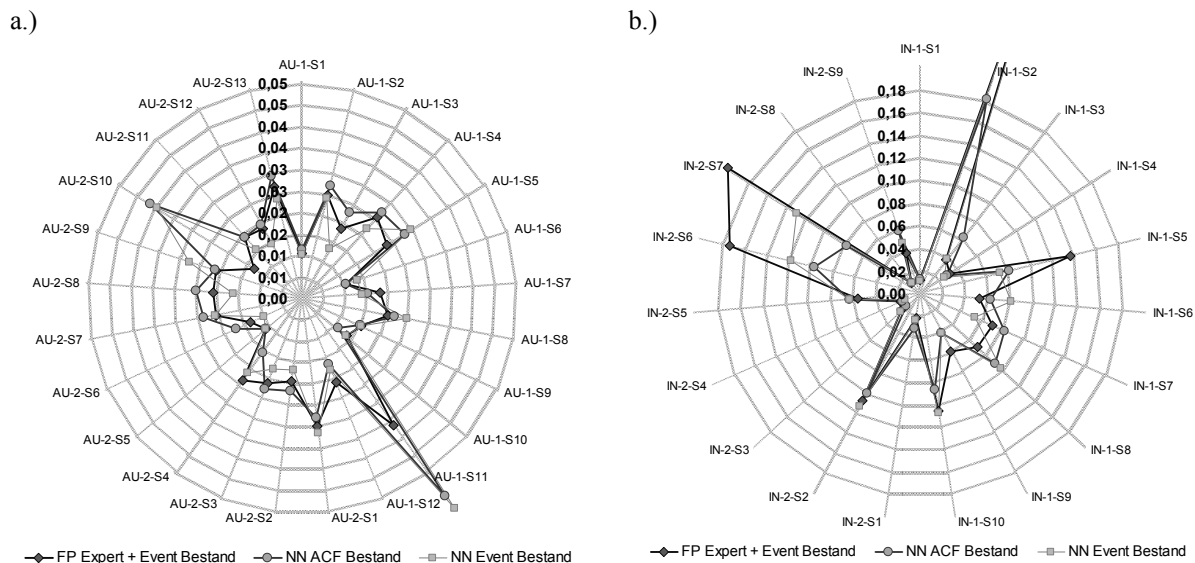 a.)
AU-1-S1
AU-1-S2
AU-1-S3
AU-1-S4
AU-1-S5
AU-1-S6
AU-1-S7
AU-1-S8
AU-1-S9
AU-1-S10
AU-1-S11
AU-1-S12
AU-2-S1
AU-2-S2
AU-2-S3
AU-2-S4
AU-2-S5
AU-2-S6
AU-2-S7
AU-2-S8
AU-2-S9
AU-2-S10
AU-2-S11
AU-2-S12
AU-2-S13
0,05
0,05
0,04
0,04
0,03
0,03
0,02
0,02
0,01
0,01
0,00
FP Expert + Event Bestand
NN ACF Bestand
NN Event Bestand
b.)
IN-1-S1
IN-1-S2
IN-1-S3
IN-1-S4
IN-1-S5
IN-1-S6
IN-1-S7
IN-1-S8
IN-1-S9
IN-1-S10
IN-2-S1
IN-2-S2
IN-2-S3
IN-2-S4
IN-2-S5
IN-2-S6
IN-2-S7
IN-2-S8
IN-2-S9
0,18
0,16
0,14
0,12
0,10
0,08
0,06
0,04
0,02
0,00
FP Expert + Event Bestand
NN ACF Bestand
NN Event Bestand